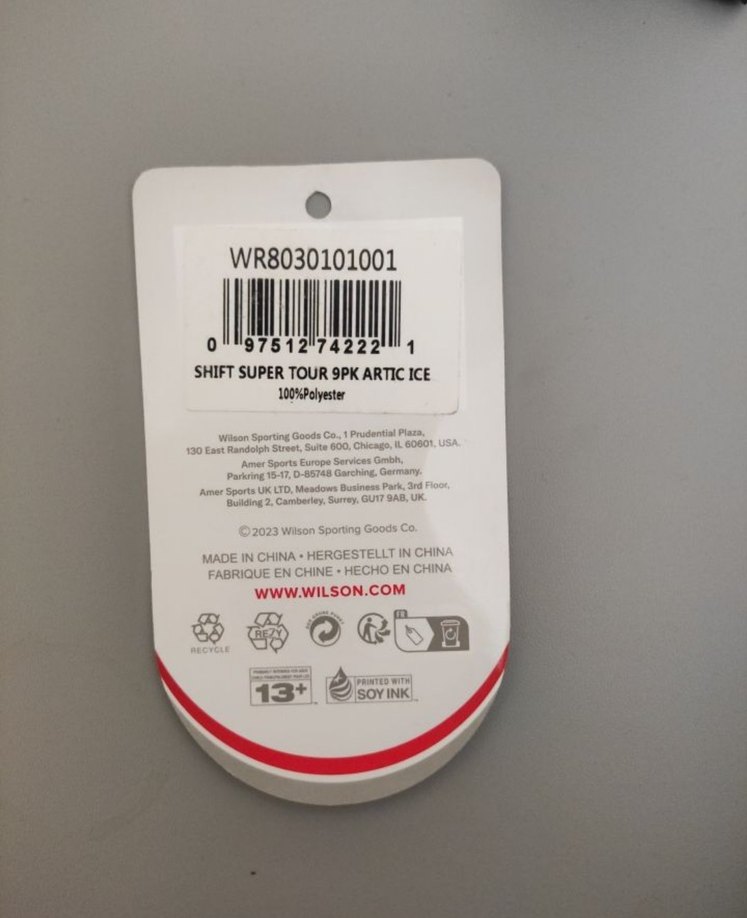 WR8030101001
0 97512 74222 1
SHIFT SUPER TOUR 9PK ARTIC ICE
100%Polyester
Wilson Sporting Goods Co., 1 Prudential Plaza,
130 East Randolph Street, Suite 600, Chicago, IL 60601, USA.
Amer Sports Europe Services Gmbh,
Parkring 15-17, D-85748 Garching, Germany.
Amer Sports UK LTD, Meadows Business Park, 3rd Floor,
Building 2, Camberley, Surrey, GU17 9AB, UK.
© 2023 Wilson Sporting Goods Co.
MADE IN CHINA • HERGESTELLT IN CHINA
FABRIQUE EN CHINE • HECHO EN CHINA
WWW.WILSON.COM
RECYCLE
REZY
FR
13+
PRINTED WITH
SOY INK